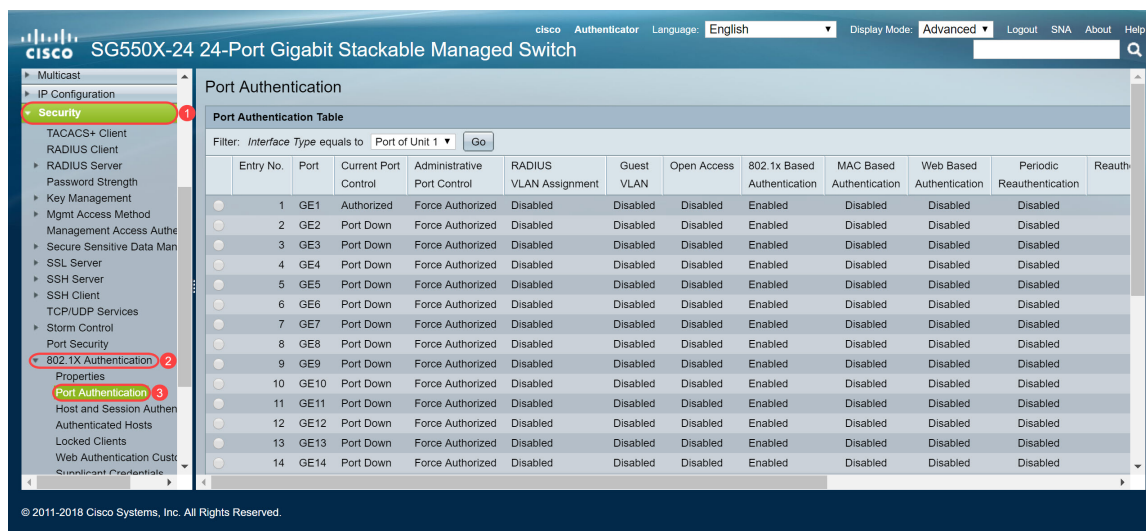 cisco Authenticator Language: English Display Mode: Advanced Logout SNA About Help
CISCO SG550X-24 24-Port Gigabit Stackable Managed Switch
Multicast
IP Configuration
Security 1
TACACS+ Client
RADIUS Client
RADIUS Server
Password Strength
Key Management
Mgmt Access Method
Management Access Authe
Secure Sensitive Data Man
SSL Server
SSH Server
SSH Client
TCP/UDP Services
Storm Control
Port Security
802.1X Authentication 2
Properties
Port Authentication 3
Host and Session Authen
Authenticated Hosts
Locked Clients
Web Authentication Custo
Supplicant Credentials
Port Authentication
Port Authentication Table
Filter: Interface Type equals to Port of Unit 1 Go
Entry No. Port Current Port Administrative RADIUS Guest Open Access 802.1x Based MAC Based Web Based Periodic Reauthe
Control Port Control VLAN Assignment VLAN Authentication Authentication Authentication Reauthentication
1 GE1 Authorized Force Authorized Disabled Disabled Disabled Enabled Disabled Disabled Disabled
2 GE2 Port Down Force Authorized Disabled Disabled Disabled Enabled Disabled Disabled Disabled
3 GE3 Port Down Force Authorized Disabled Disabled Disabled Enabled Disabled Disabled Disabled
4 GE4 Port Down Force Authorized Disabled Disabled Disabled Enabled Disabled Disabled Disabled
5 GE5 Port Down Force Authorized Disabled Disabled Disabled Enabled Disabled Disabled Disabled
6 GE6 Port Down Force Authorized Disabled Disabled Disabled Enabled Disabled Disabled Disabled
7 GE7 Port Down Force Authorized Disabled Disabled Disabled Enabled Disabled Disabled Disabled
8 GE8 Port Down Force Authorized Disabled Disabled Disabled Enabled Disabled Disabled Disabled
9 GE9 Port Down Force Authorized Disabled Disabled Disabled Enabled Disabled Disabled Disabled
10 GE10 Port Down Force Authorized Disabled Disabled Disabled Enabled Disabled Disabled Disabled
11 GE11 Port Down Force Authorized Disabled Disabled Disabled Enabled Disabled Disabled Disabled
12 GE12 Port Down Force Authorized Disabled Disabled Disabled Enabled Disabled Disabled Disabled
13 GE13 Port Down Force Authorized Disabled Disabled Disabled Enabled Disabled Disabled Disabled
14 GE14 Port Down Force Authorized Disabled Disabled Disabled Enabled Disabled Disabled Disabled
© 2011-2018 Cisco Systems, Inc. All Rights Reserved.